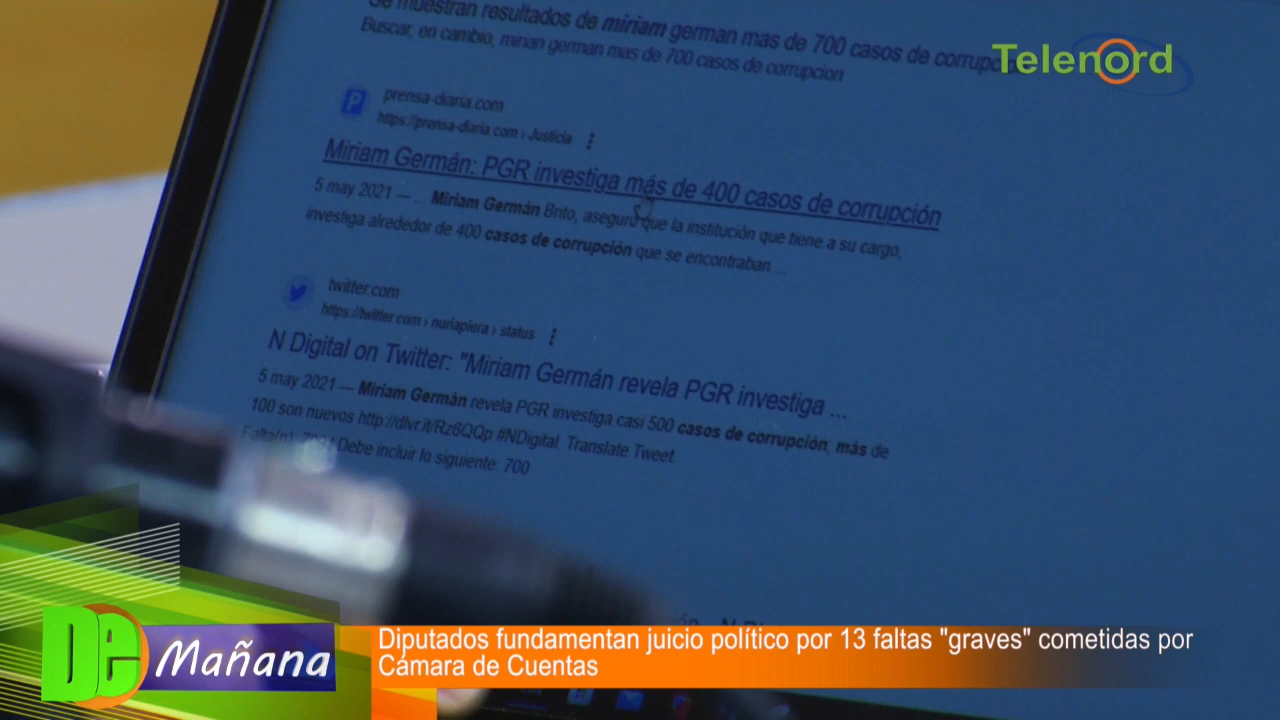 Se muestran resultados de miriam german mas de 700 casos de corrupc
Buscar, en cambio, mirian german mas de 700 casos de corrupcion
Telenord
prensa-diaria.com
https://prensa-diaria.com › Justicia
Miriam Germán: PGR investiga más de 400 casos de corrupción
5 may 2021 — ... Miriam Germán Brito, aseguró que la institución que tiene a su cargo,
investiga alrededor de 400 casos de corrupción que se encontraban ...
twitter.com
https://twitter.com › nuriapiera › status
N Digital on Twitter: "Miriam Germán revela PGR investiga ...
5 may 2021 — Miriam Germán revela PGR investiga casi 500 casos de corrupción; más de
100 son nuevos http://dlvr.it/Rz6QQp #NDigital. Translate Tweet.
Debe incluir lo siguiente: 700
De Mañana
Diputados fundamentan juicio político por 13 faltas "graves" cometidas por
Cámara de Cuentas